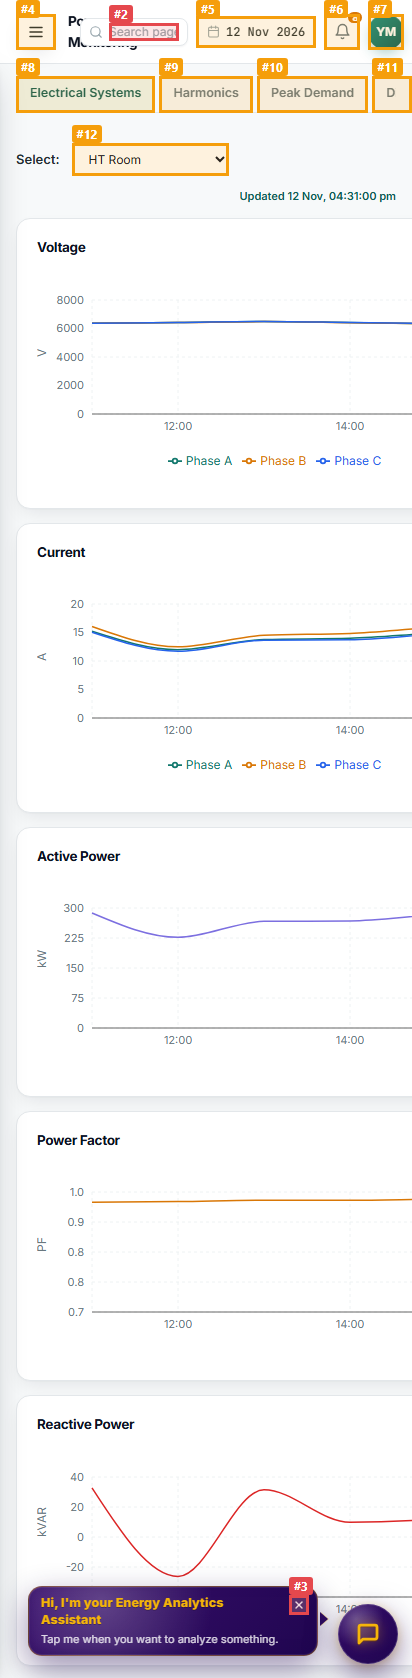 #4
#2
#5
#6
#7
Search page
12 Nov 2026
YM
Monitoring
#8
#9
#10
#11
Electrical Systems
Harmonics
Peak Demand
D
#12
Select:
HT Room
Updated 12 Nov, 04:31:00 pm
Voltage
8000
6000
4000
2000
0
V
12:00
14:00
Phase A
Phase B
Phase C
Current
20
15
10
5
0
A
12:00
14:00
Phase A
Phase B
Phase C
Active Power
300
225
150
75
0
kW
12:00
14:00
Power Factor
1.0
0.9
0.8
0.8
0.7
PF
12:00
14:00
Reactive Power
40
20
0
-20
kVAR
#3
Hi, I'm your Energy Analytics
Assistant
Tap me when you want to analyze something.